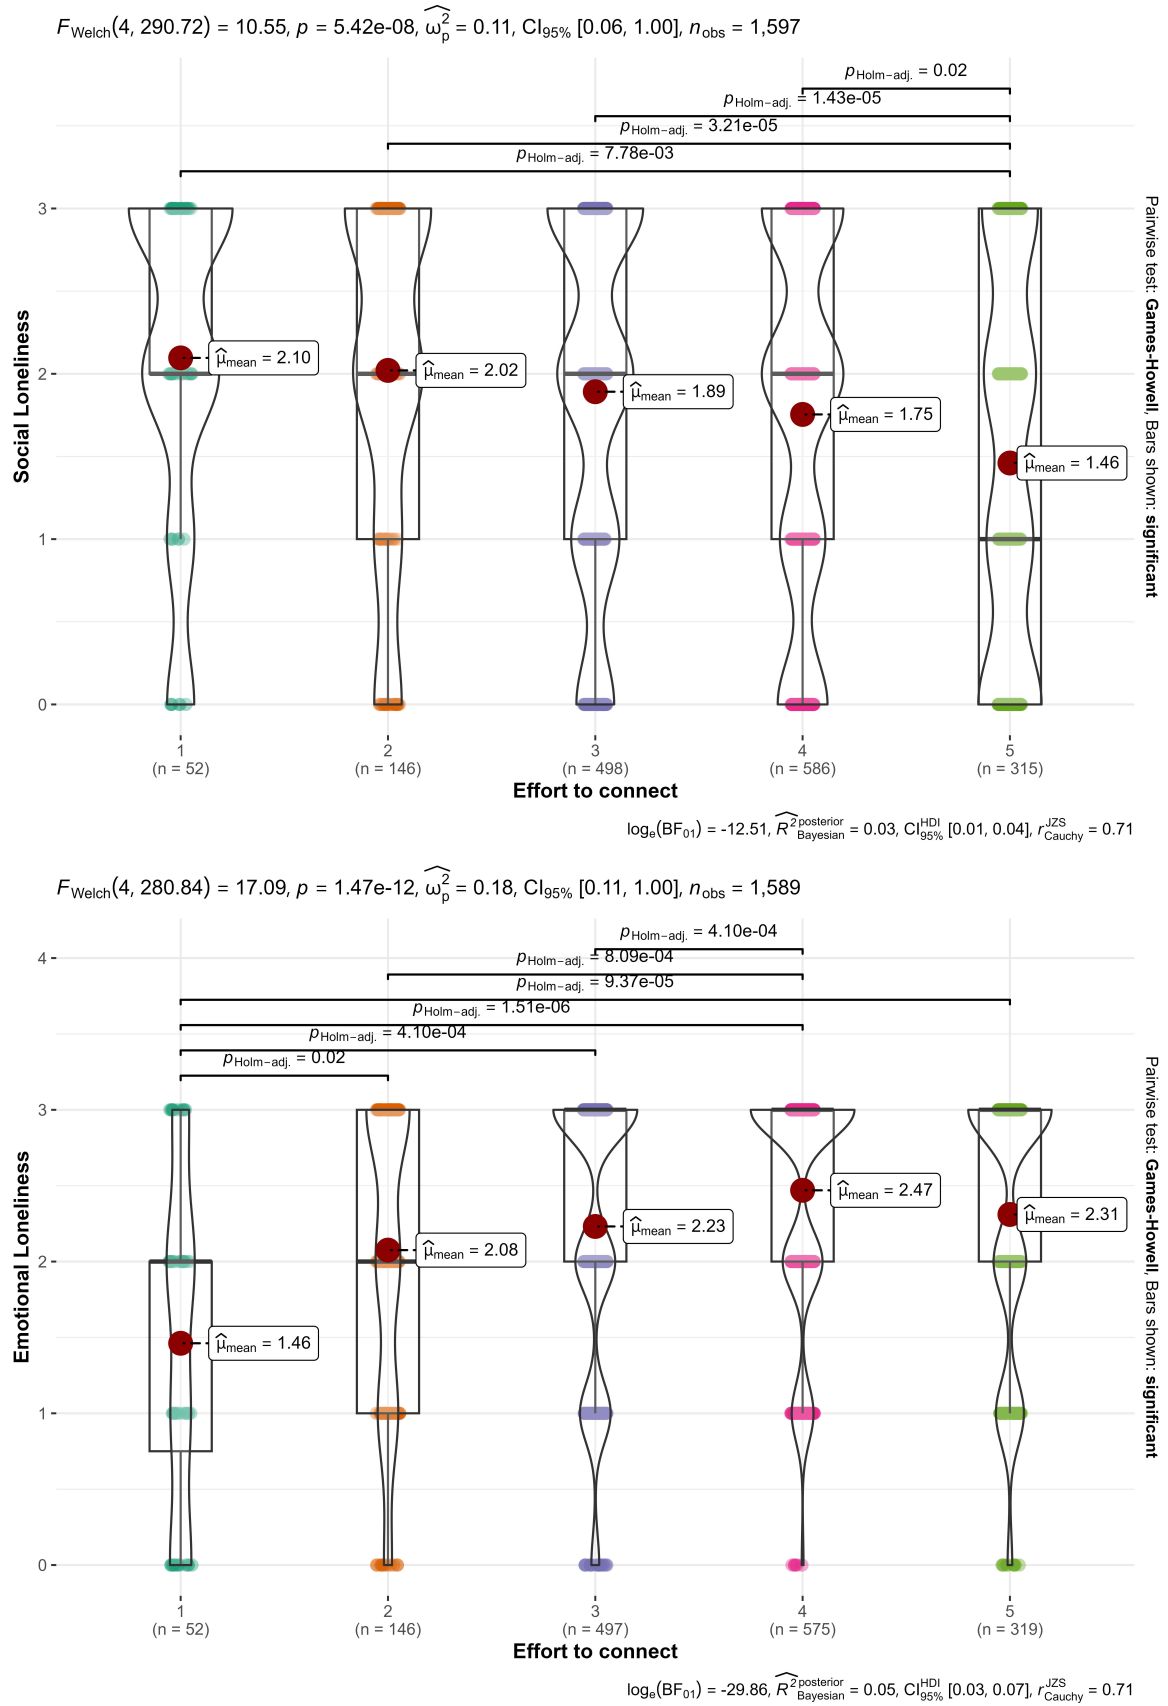 F_Welch(4, 290.72) = 10.55, p = 5.42e-08, ω̂²_p = 0.11, CI_95% [0.06, 1.00], n_obs = 1,597
p_Holm−adj. = 0.02
p_Holm−adj. = 1.43e-05
p_Holm−adj. = 3.21e-05
p_Holm−adj. = 7.78e-03
3
2
1
0
Social Loneliness
μ̂_mean = 2.10
μ̂_mean = 2.02
μ̂_mean = 1.89
μ̂_mean = 1.75
μ̂_mean = 1.46
Pairwise test: Games-Howell, Bars shown: significant
1 2 3 4 5
(n = 52) (n = 146) (n = 498) (n = 586) (n = 315)
Effort to connect
log_e(BF_01) = -12.51, R̂²^posterior_Bayesian = 0.03, CI^HDI_95% [0.01, 0.04], r^JZS_Cauchy = 0.71
F_Welch(4, 280.84) = 17.09, p = 1.47e-12, ω̂²_p = 0.18, CI_95% [0.11, 1.00], n_obs = 1,589
p_Holm−adj. = 4.10e-04
p_Holm−adj. = 8.09e-04
p_Holm−adj. = 9.37e-05
p_Holm−adj. = 1.51e-06
p_Holm−adj. = 4.10e-04
p_Holm−adj. = 0.02
4
3
2
1
0
Emotional Loneliness
μ̂_mean = 1.46
μ̂_mean = 2.08
μ̂_mean = 2.23
μ̂_mean = 2.47
μ̂_mean = 2.31
Pairwise test: Games-Howell, Bars shown: significant
1 2 3 4 5
(n = 52) (n = 146) (n = 497) (n = 575) (n = 319)
Effort to connect
log_e(BF_01) = -29.86, R̂²^posterior_Bayesian = 0.05, CI^HDI_95% [0.03, 0.07], r^JZS_Cauchy = 0.71